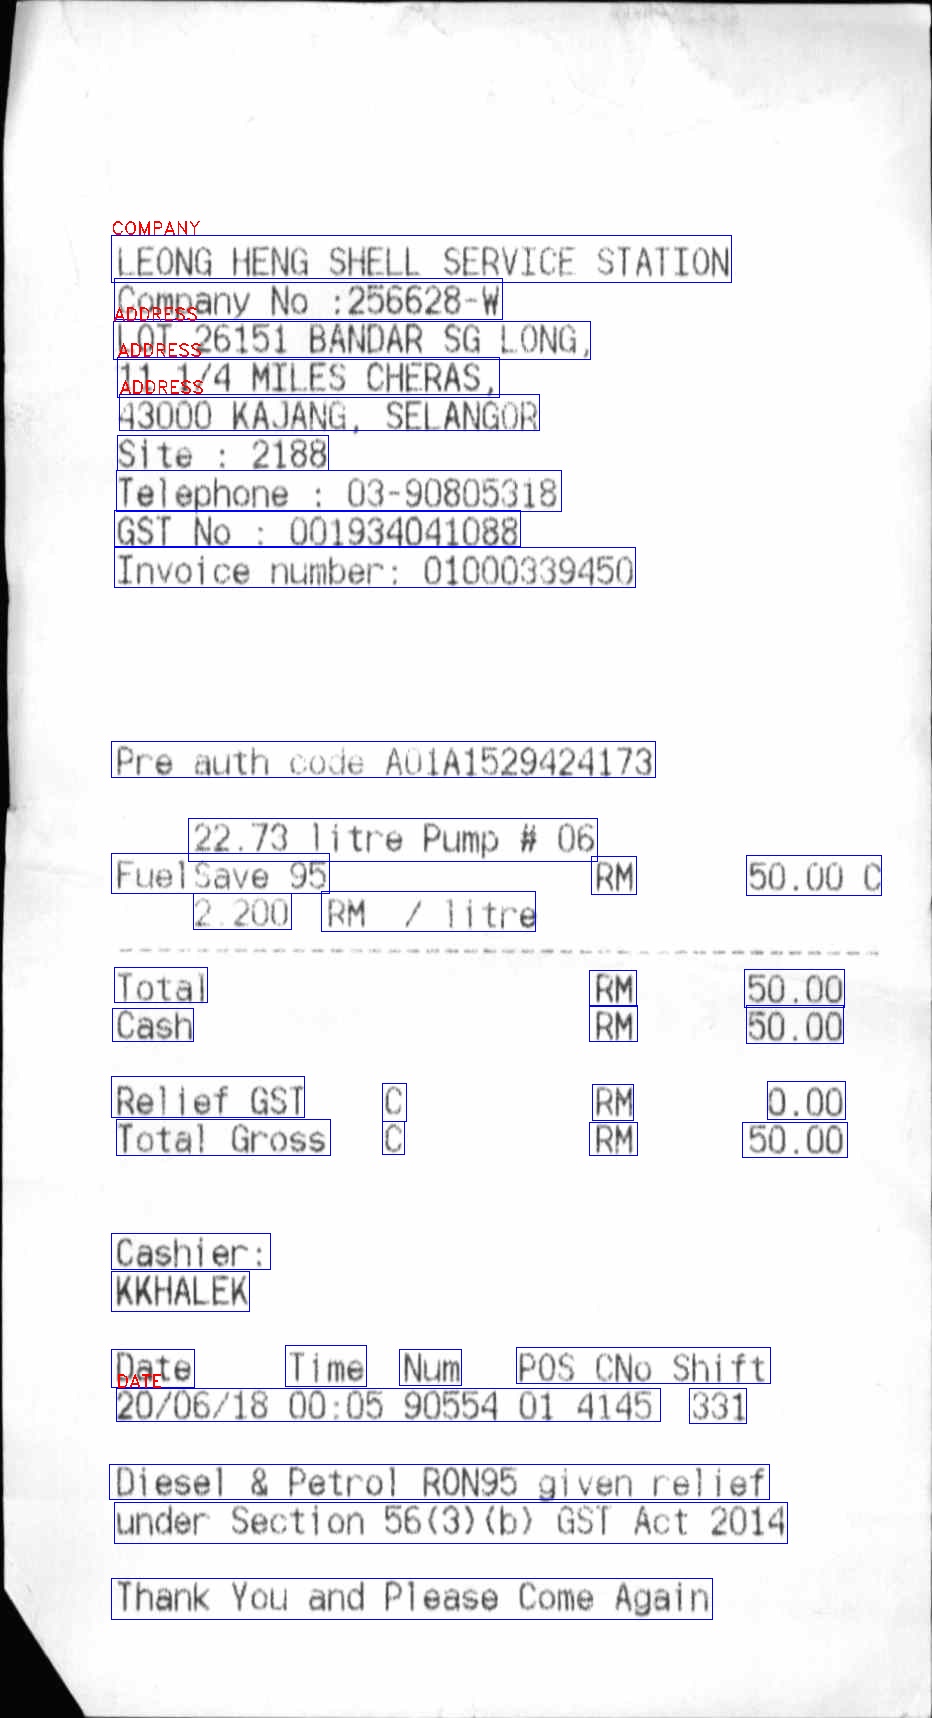 COMPANY
LEONG HENG SHELL SERVICE STATION
Company No :256628-W
ADDRESS
LOT 26151 BANDAR SG LONG,
ADDRESS
11 1/4 MILES CHERAS,
ADDRESS
43000 KAJANG, SELANGOR
Site : 2188
Telephone : 03-90805318
GST No : 001934041088
Invoice number: 01000339450
Pre auth code A01A1529424173
22.73 litre Pump # 06
FuelSave 95 RM 50.00 C
2.200 RM / litre
Total RM 50.00
Cash RM 50.00
Relief GST C RM 0.00
Total Gross C RM 50.00
Cashier:
KKHALEK
Date Time Num POS CNo Shift
DATE
20/06/18 00:05 90554 01 4145 331
Diesel & Petrol RON95 given relief
under Section 56(3)(b) GST Act 2014
Thank You and Please Come Again